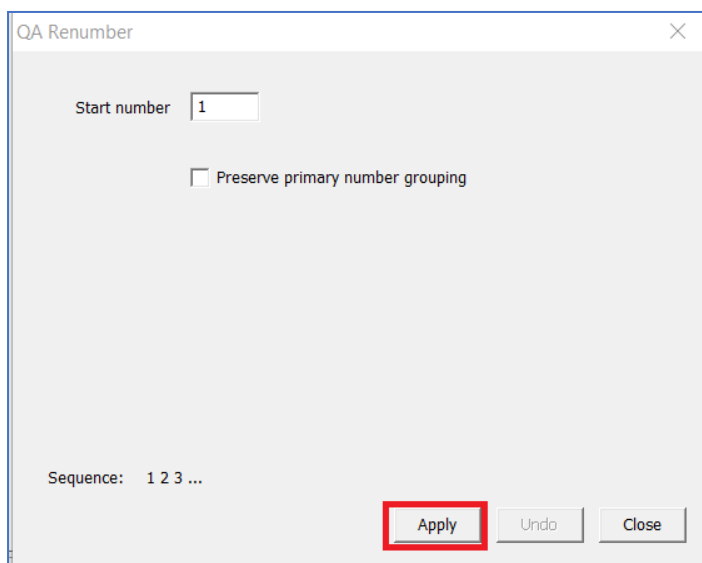 QA Renumber
Start number 1
Preserve primary number grouping
Sequence: 1 2 3 ...
Apply Undo Close